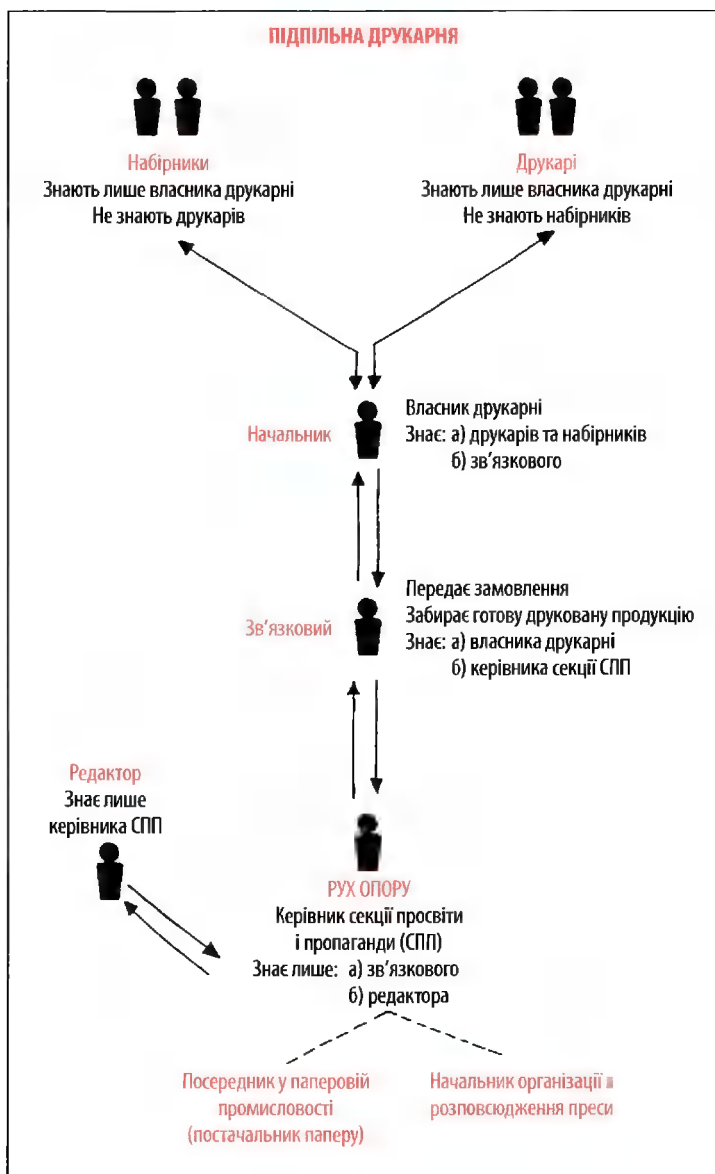 ПІДПІЛЬНА ДРУКАРНЯ
Набірники
Знають лише власника друкарні
Не знають друкарів
Друкарі
Знають лише власника друкарні
Не знають набірників
Начальник
Власник друкарні
Знає: а) друкарів та набірників
б) зв’язкового
Зв’язковий
Передає замовлення
Забирає готову друковану продукцію
Знає: а) власника друкарні
б) керівника секції СПП
Редактор
Знає лише
керівника СПП
РУХ ОПОРУ
Керівник секції просвіти
і пропаганди (СПП)
Знає лише: а) зв’язкового
б) редактора
Посередник у паперовій
промисловості
(постачальник паперу)
Начальник організації
розповсюдження преси